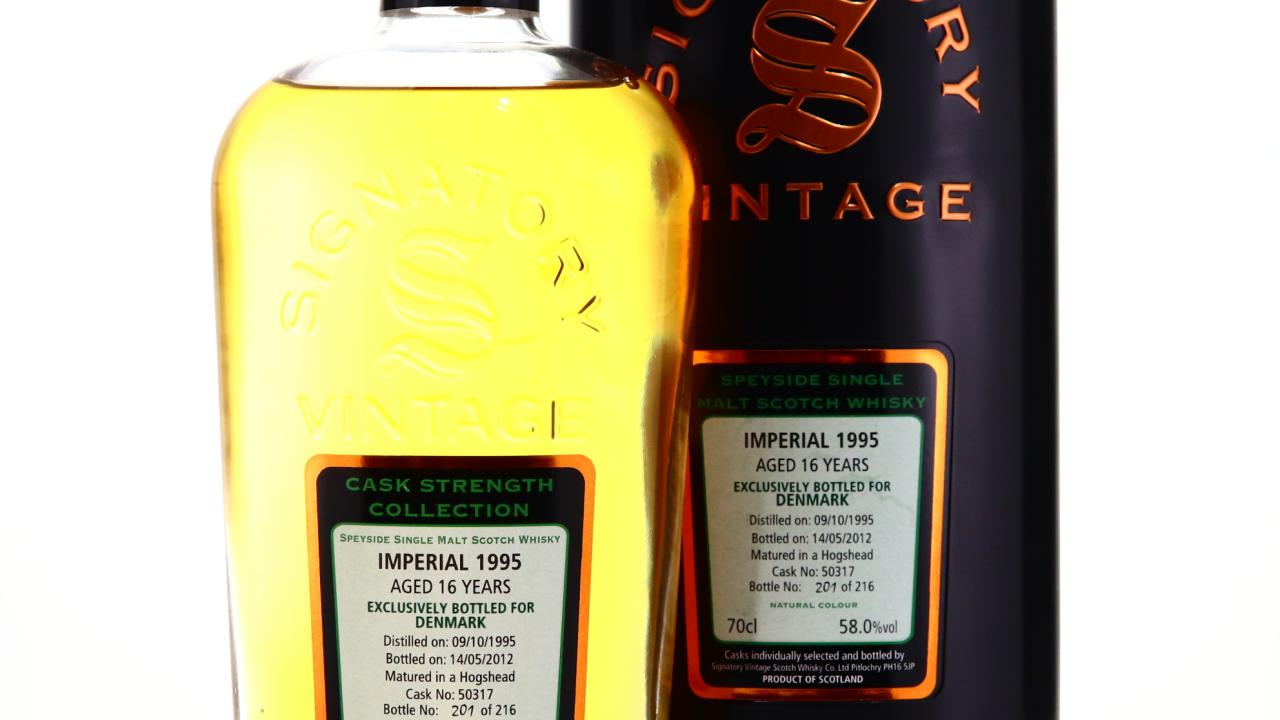 SIGNATORY
S
VINTAGE
CASK STRENGTH
COLLECTION
SPEYSIDE SINGLE MALT SCOTCH WHISKY
IMPERIAL 1995
AGED 16 YEARS
EXCLUSIVELY BOTTLED FOR
DENMARK
Distilled on: 09/10/1995
Bottled on: 14/05/2012
Matured in a Hogshead
Cask No: 50317
Bottle No: 201 of 216
SIG ORY
S
INTAGE
SPEYSIDE SINGLE
MALT SCOTCH WHISKY
IMPERIAL 1995
AGED 16 YEARS
EXCLUSIVELY BOTTLED FOR
DENMARK
Distilled on: 09/10/1995
Bottled on: 14/05/2012
Matured in a Hogshead
Cask No: 50317
Bottle No: 201 of 216
NATURAL COLOUR
70cl 58.0%vol
Casks individually selected and bottled by
Signatory Vintage Scotch Whisky Co. Ltd Pitlochry PH16 5JP
PRODUCT OF SCOTLAND